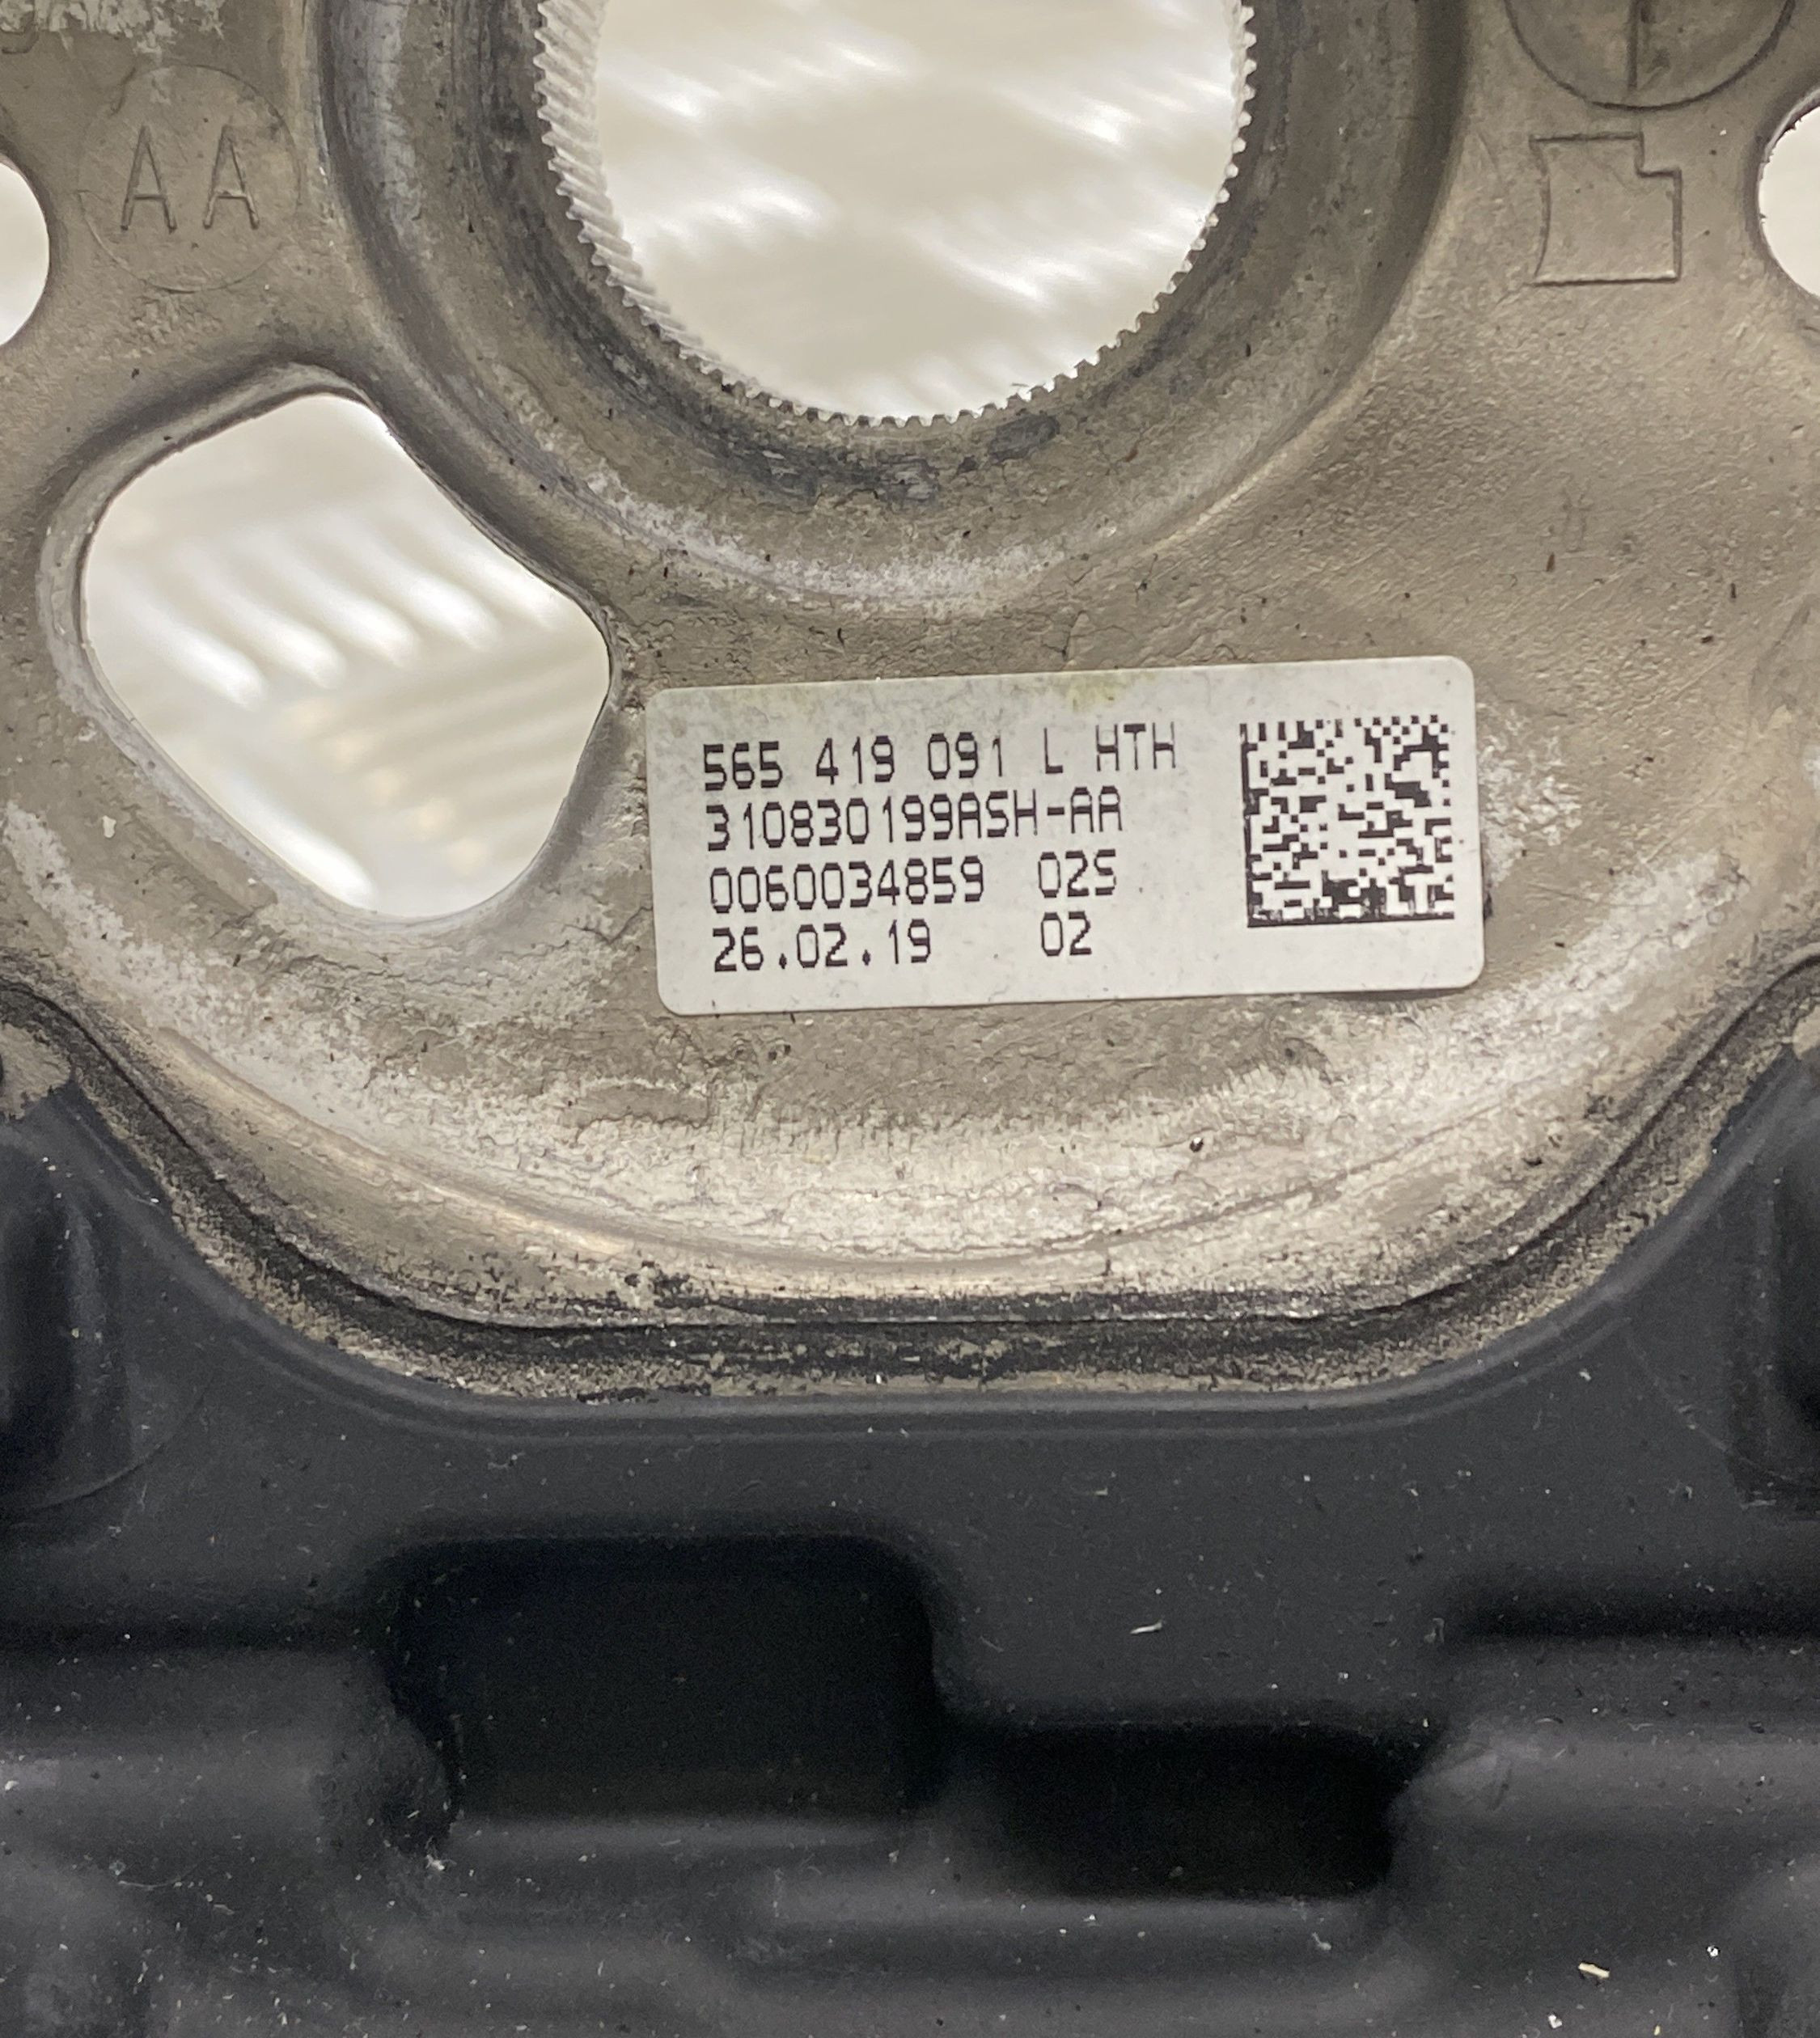 AA
565 419 091 L HTH
310830199ASH-AA
0060034859 02S
26.02.19 02